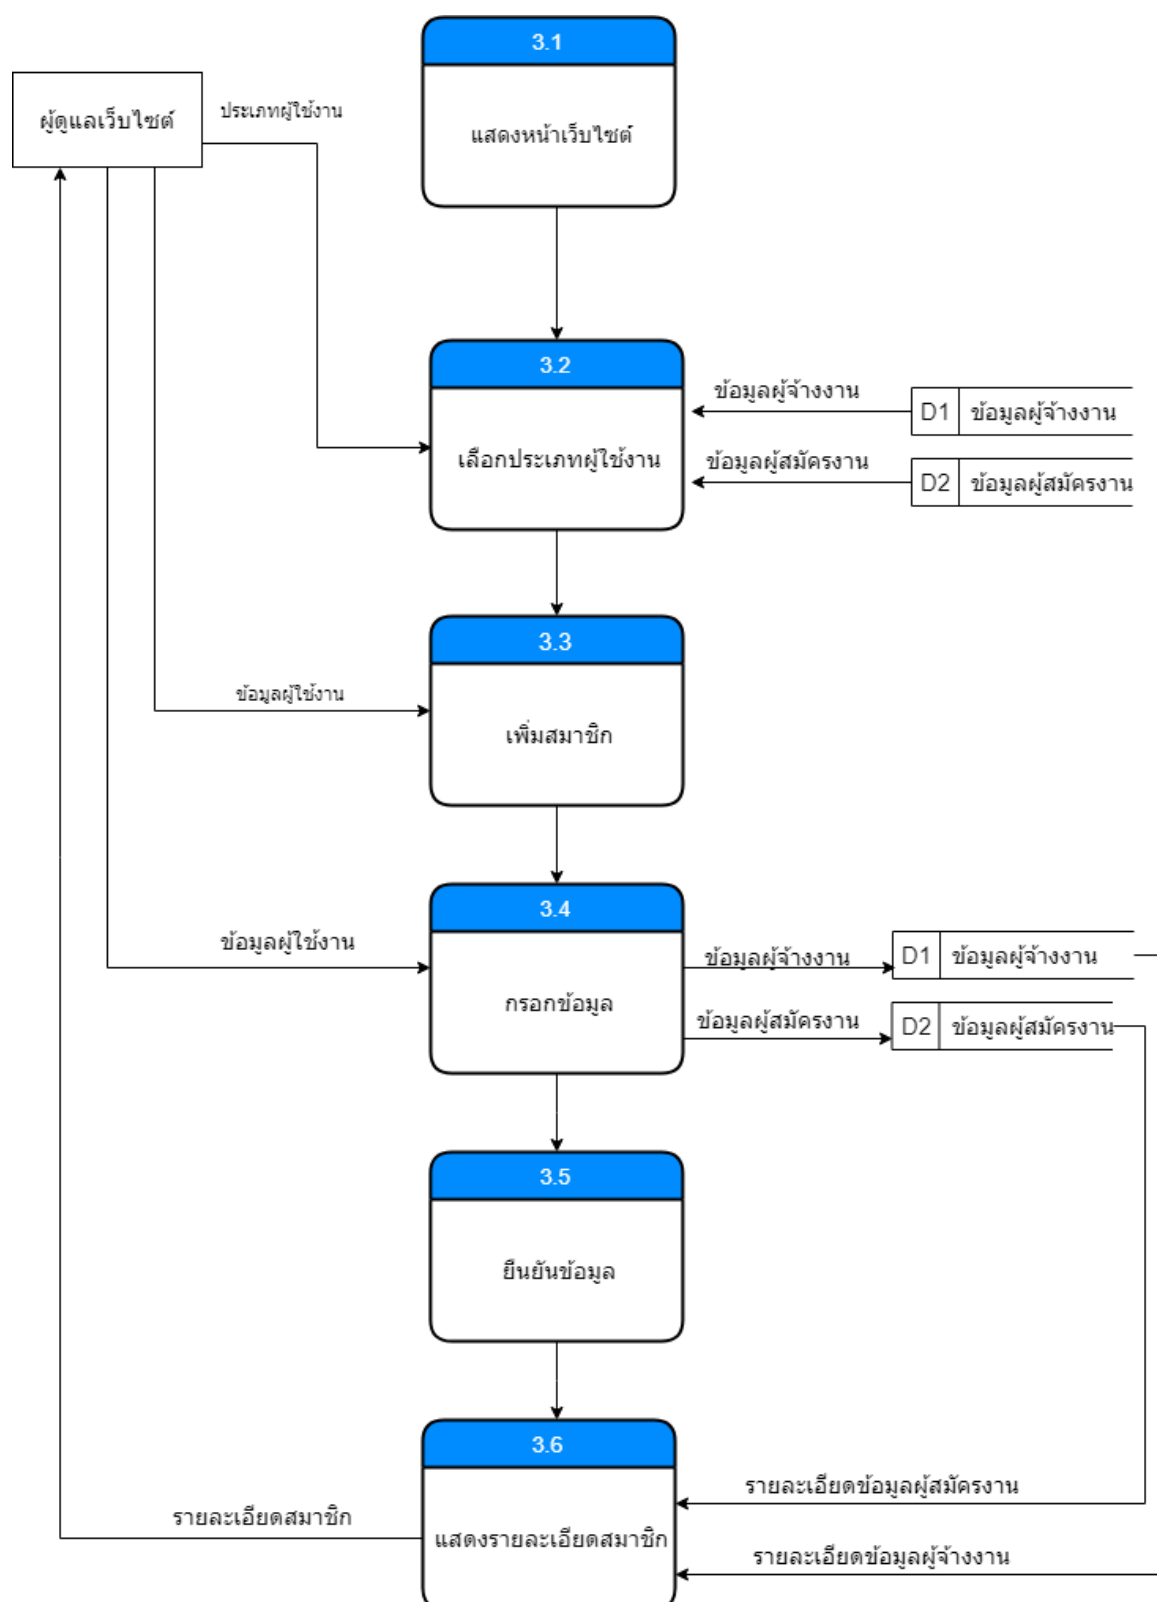 3.1
แสดงหน้าเว็บไซต์
ผู้ดูแลเว็บไซต์
ประเภทผู้ใช้งาน
3.2
เลือกประเภทผู้ใช้งาน
ข้อมูลผู้จ้างงาน
D1 ข้อมูลผู้จ้างงาน
ข้อมูลผู้สมัครงาน
D2 ข้อมูลผู้สมัครงาน
3.3
เพิ่มสมาชิก
ข้อมูลผู้ใช้งาน
3.4
กรอกข้อมูล
ข้อมูลผู้ใช้งาน
ข้อมูลผู้จ้างงาน
D1 ข้อมูลผู้จ้างงาน
ข้อมูลผู้สมัครงาน
D2 ข้อมูลผู้สมัครงาน
3.5
ยืนยันข้อมูล
3.6
แสดงรายละเอียดสมาชิก
รายละเอียดสมาชิก
รายละเอียดข้อมูลผู้สมัครงาน
รายละเอียดข้อมูลผู้จ้างงาน